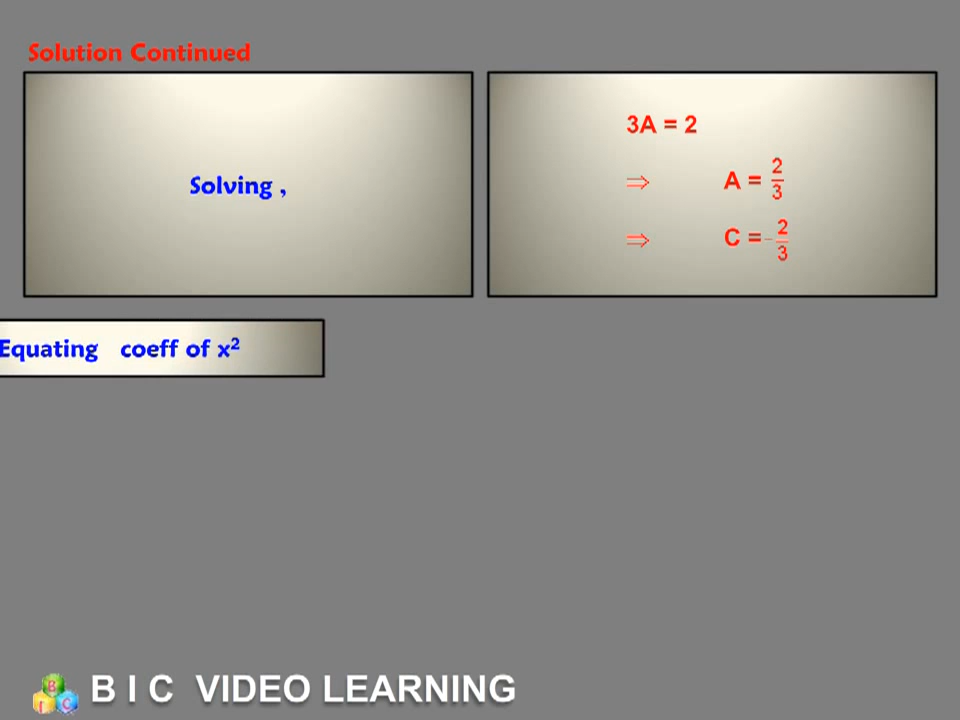 Solution Continued
Solving ,
3A = 2
⇒ A = 2/3
⇒ C = -2/3
Equating coeff of x²
B I C VIDEO LEARNING
B
I C